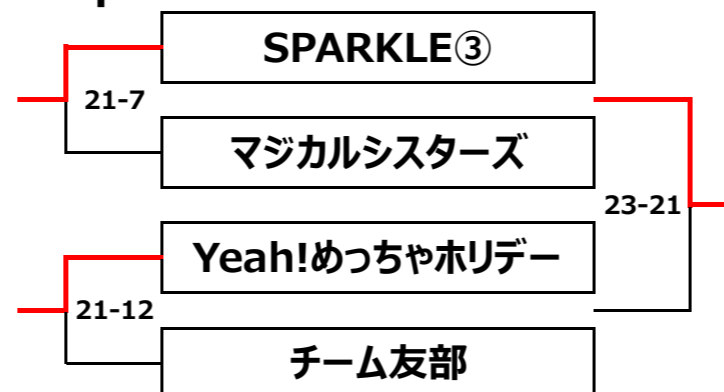 SPARKLE③
21-7
マジカルシスターズ
23-21
Yeah!めっちゃホリデー
21-12
チーム友部